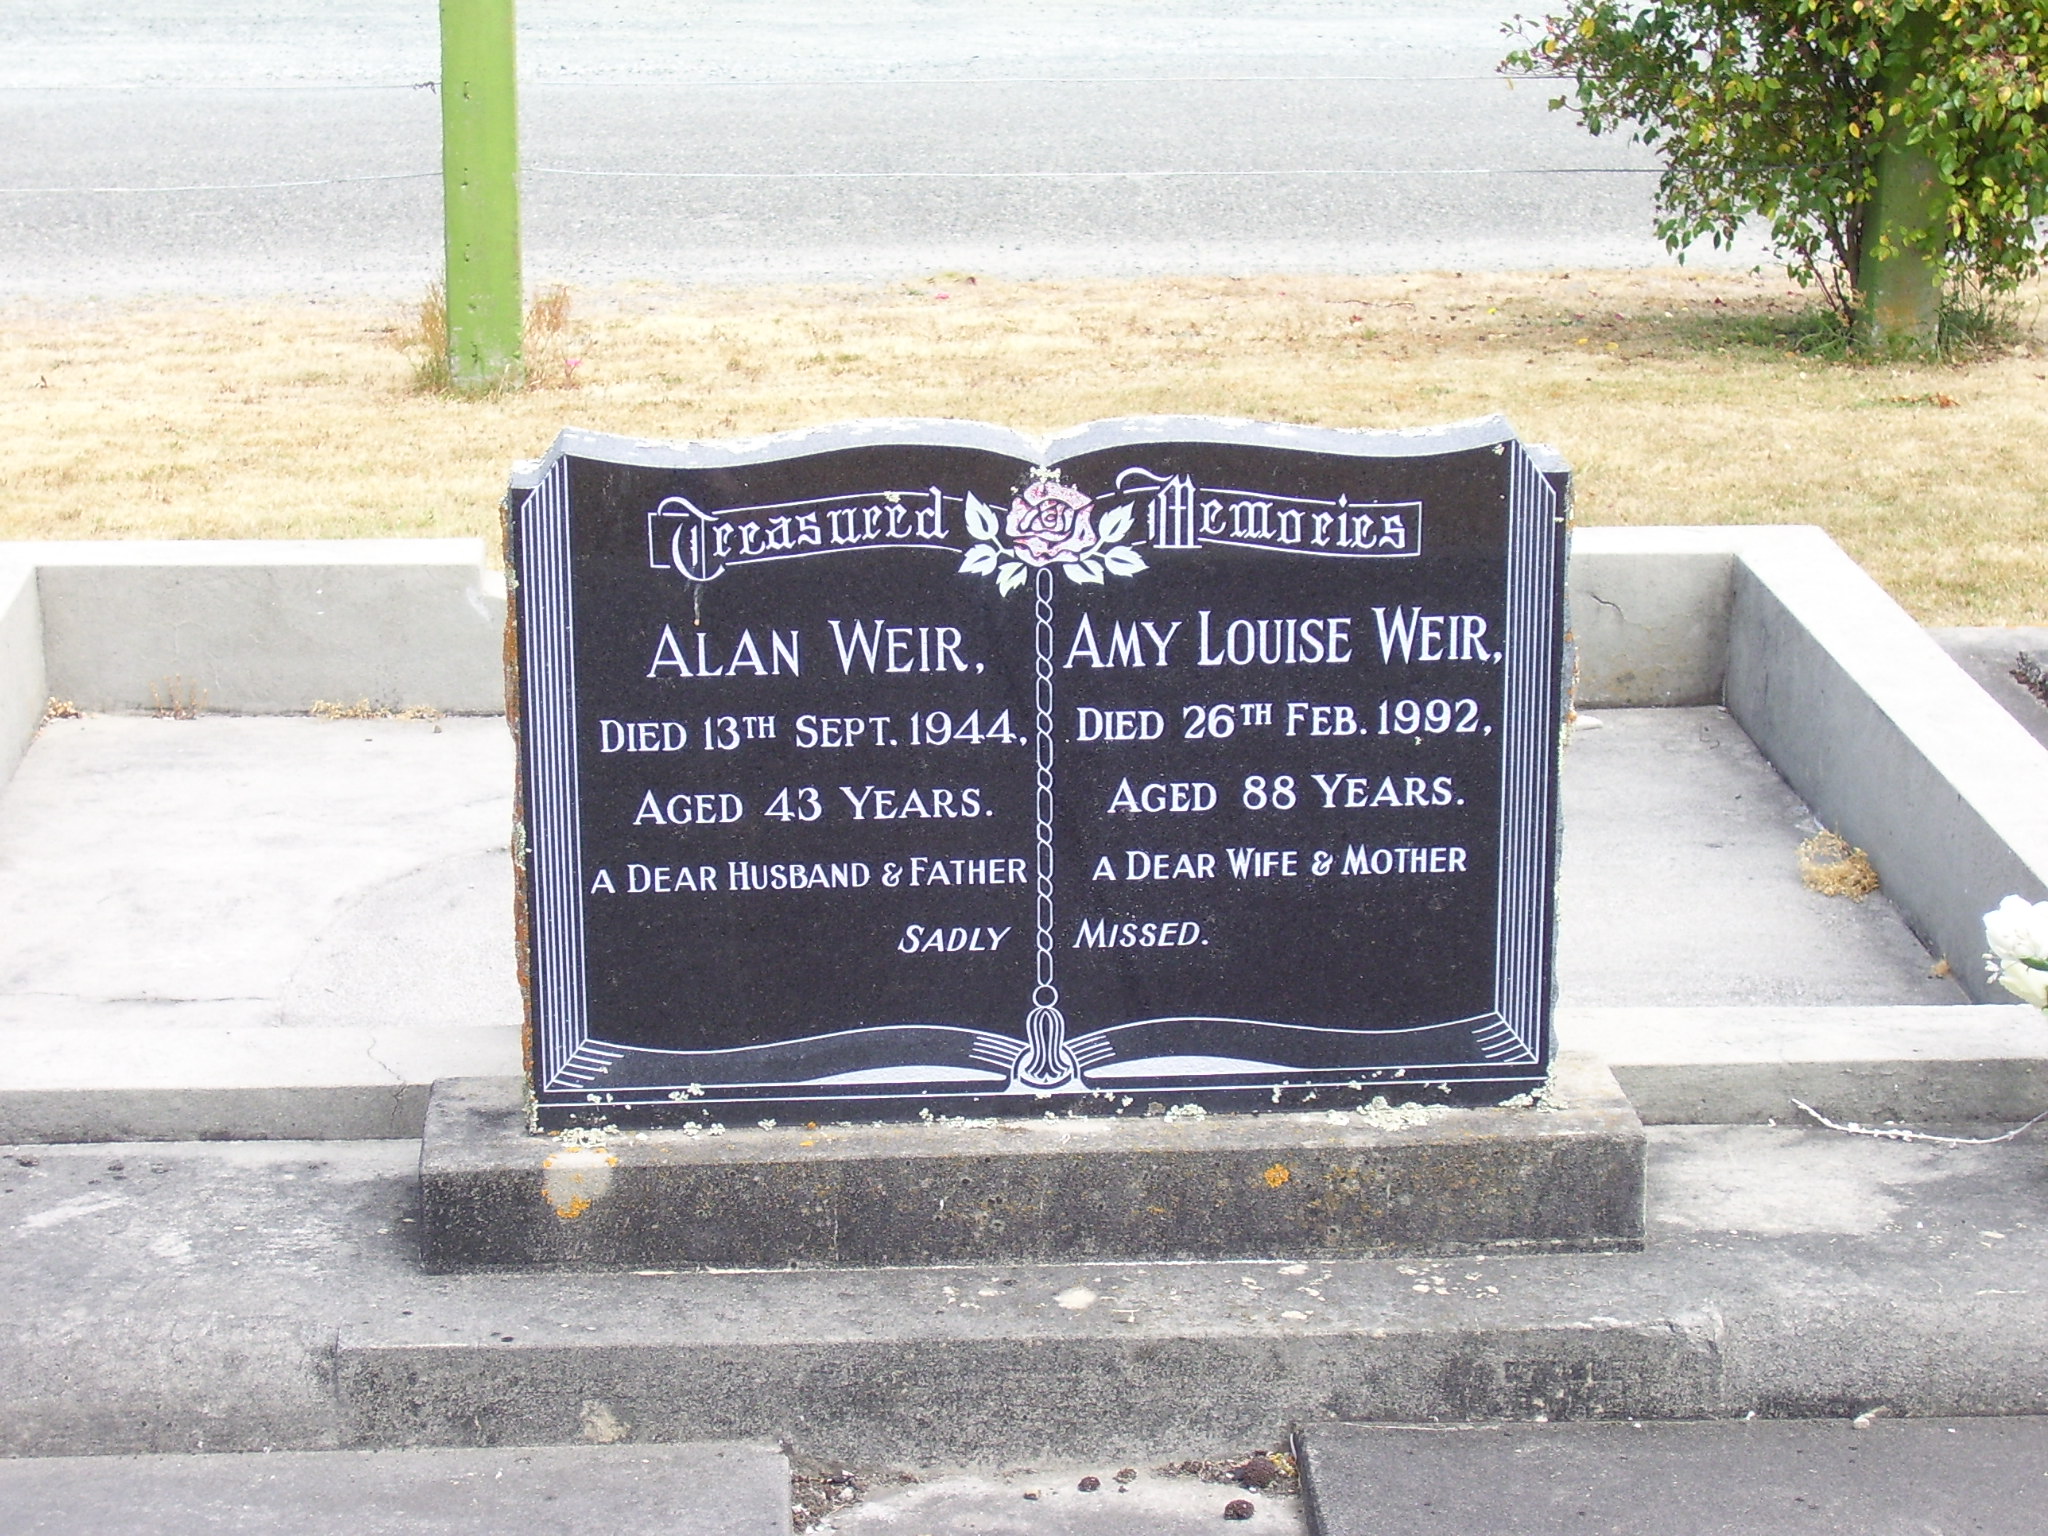 Treasured Memories
ALAN WEIR,
DIED 13TH SEPT. 1944,
AGED 43 YEARS.
A DEAR HUSBAND & FATHER
AMY LOUISE WEIR,
DIED 26TH FEB. 1992,
AGED 88 YEARS.
A DEAR WIFE & MOTHER
SADLY MISSED.